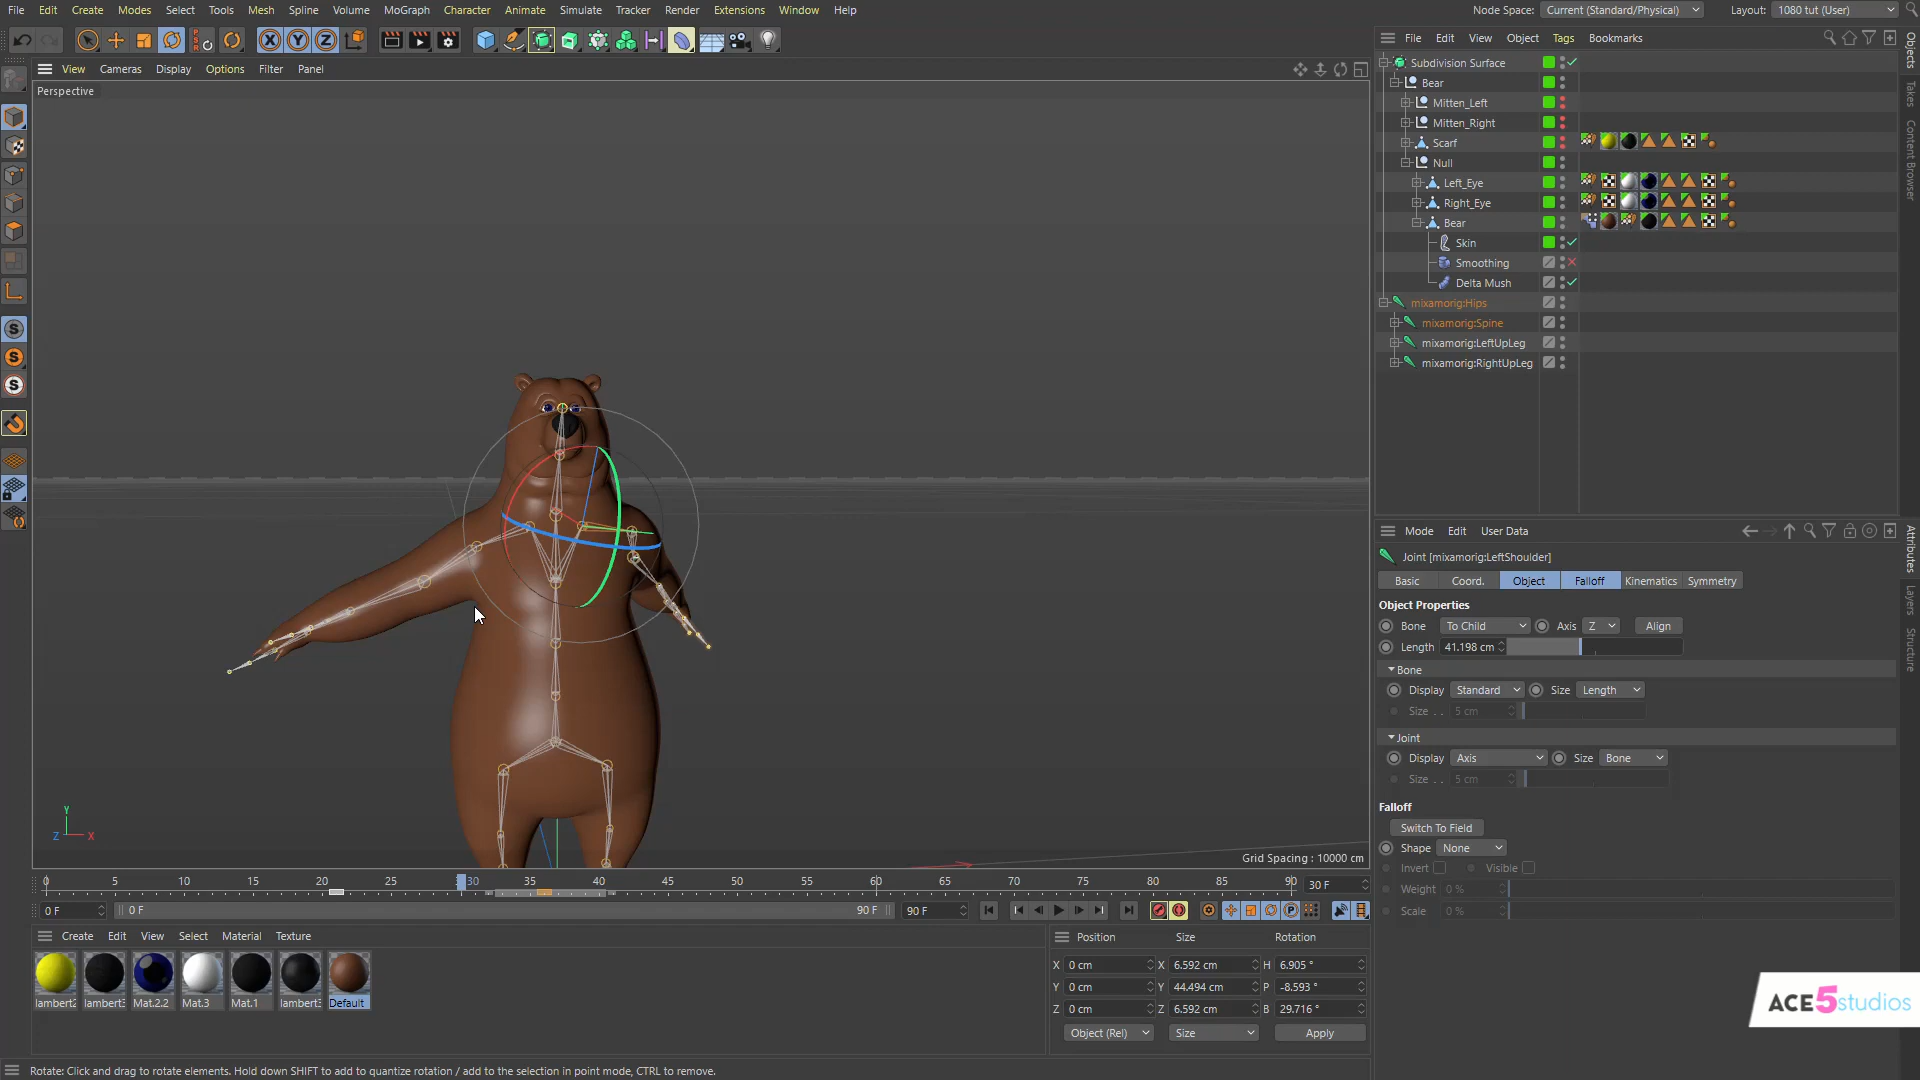 File Edit Create Modes Select Tools Mesh Spline Volume MoGraph Character Animate Simulate Tracker Render Extensions Window Help Node Space: Current (Standard/Physical) Layout: 1080 tut (User)
View Cameras Display Options Filter Panel
Perspective
File Edit View Object Tags Bookmarks
Subdivision Surface
Bear
Mitten_Left
Mitten_Right
Scarf
Null
Left_Eye
Right_Eye
Bear
Skin
Smoothing
Delta Mush
mixamorig:Hips
mixamorig:Spine
mixamorig:LeftUpLeg
mixamorig:RightUpLeg
Objects
Takes
Content Browser
Mode Edit User Data
Joint [mixamorig:LeftShoulder]
Basic Coord. Object Falloff Kinematics Symmetry
Object Properties
Bone To Child Axis Z Align
Length 41.198 cm
Bone
Display Standard Size Length
Size . . 5 cm
Joint
Display Axis Size Bone
Size . . 5 cm
Falloff
Switch To Field
Shape None
Invert Visible
Weight 0 %
Scale 0 %
Attributes
Layers
Structure
Y
Z X
Grid Spacing : 10000 cm
0 5 10 15 20 25 30 35 40 45 50 55 60 65 70 75 80 85 90 30 F
0 F 0 F 90 F 90 F
Create Edit View Select Material Texture
lambert2 lambert3 Mat.2.2 Mat.3 Mat.1 lambert3 Default
Position Size Rotation
X 0 cm X 6.592 cm H 6.905 °
Y 0 cm Y 44.494 cm P -8.593 °
Z 0 cm Z 6.592 cm B 29.716 °
Object (Rel) Size Apply
ACE5studios
Rotate: Click and drag to rotate elements. Hold down SHIFT to add to quantize rotation / add to the selection in point mode, CTRL to remove.